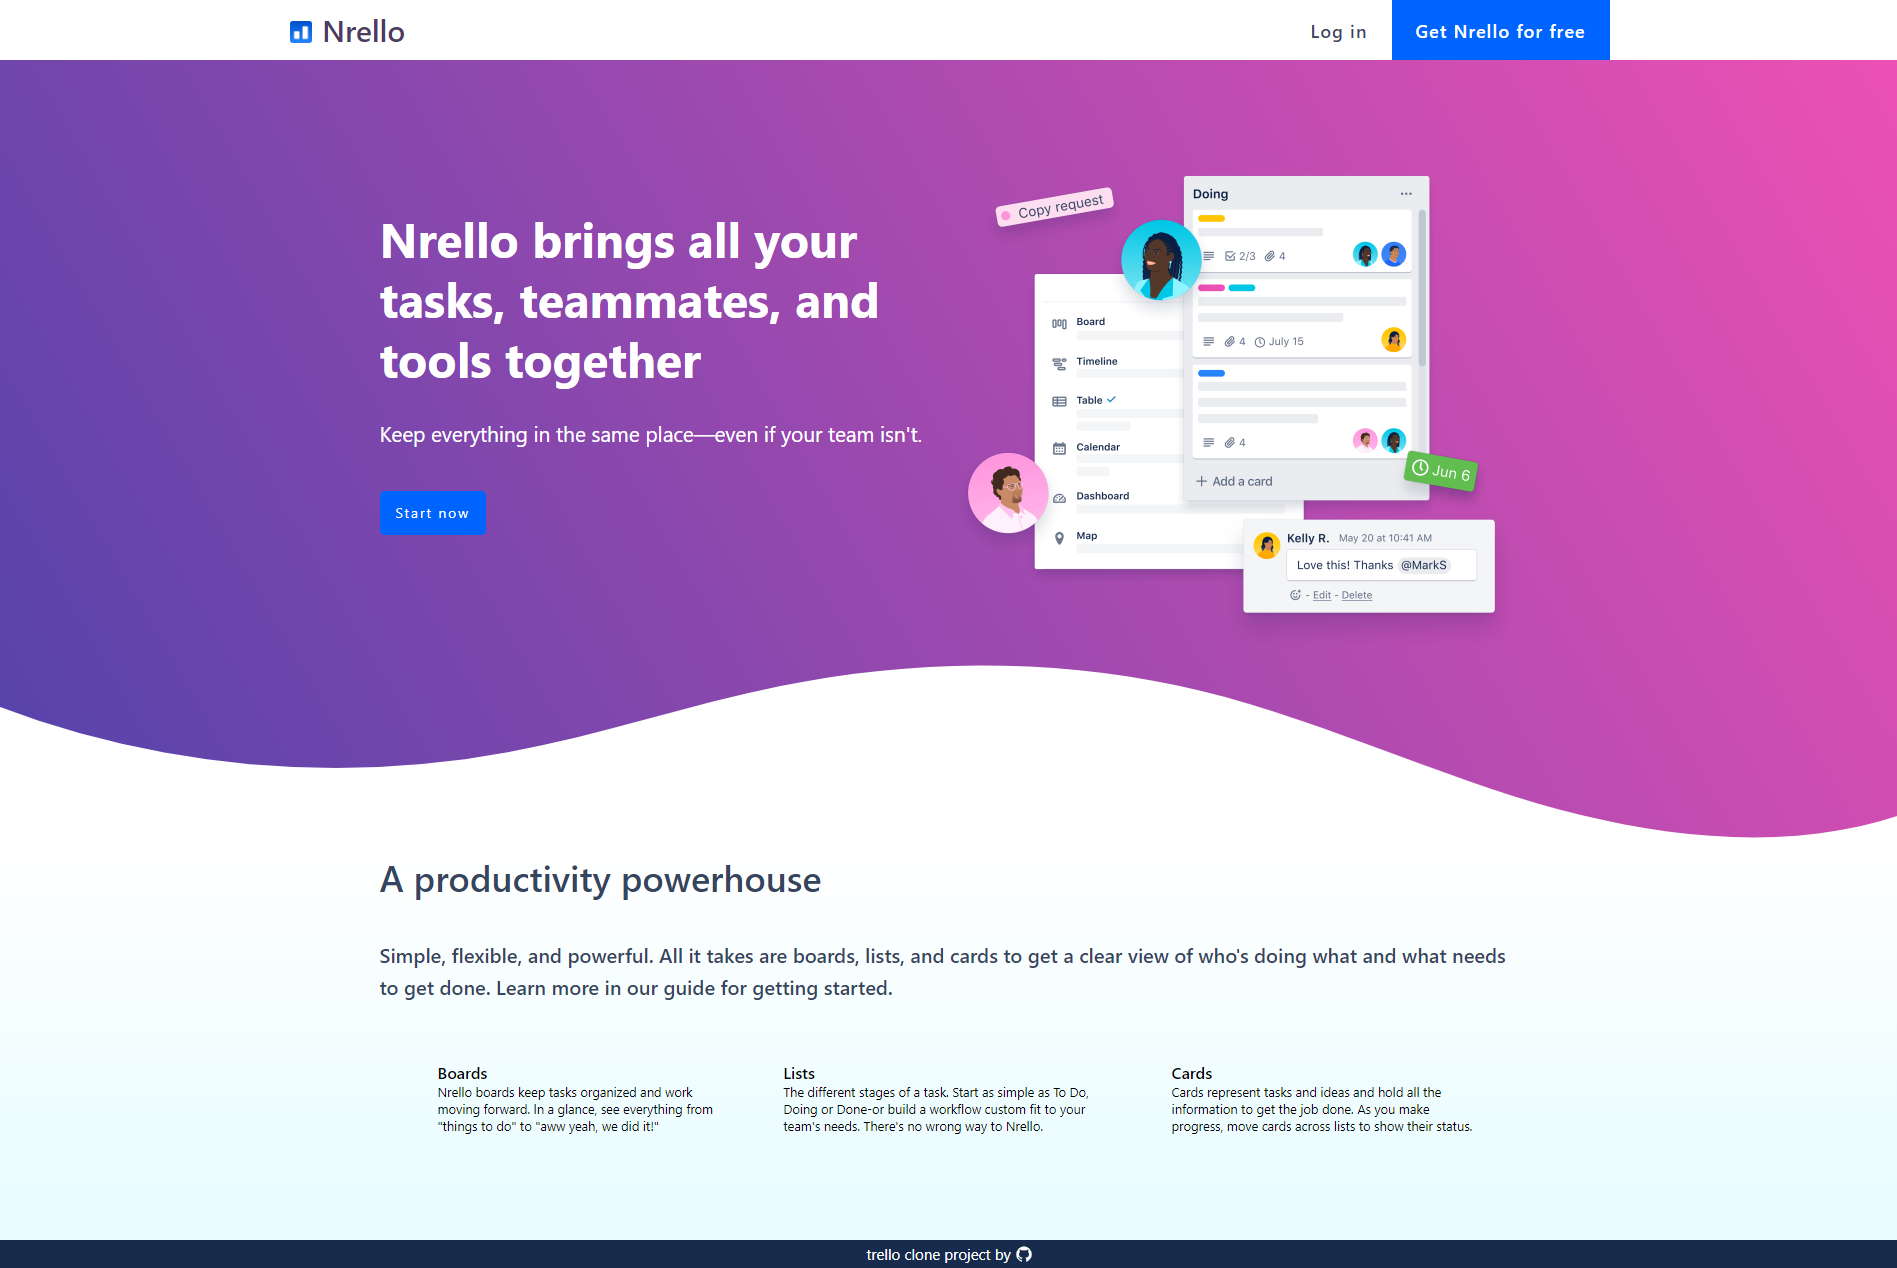 Nrello
Log in
Get Nrello for free
Nrello brings all your
tasks, teammates, and
tools together
Keep everything in the same place—even if your team isn't.
Start now
Copy request
Doing
2/3
4
4
July 15
4
Add a card
Board
Timeline
Table
Calendar
Dashboard
Map
Jun 6
Kelly R. May 20 at 10:41 AM
Love this! Thanks @MarkS
- Edit - Delete
A productivity powerhouse
Simple, flexible, and powerful. All it takes are boards, lists, and cards to get a clear view of who's doing what and what needs
to get done. Learn more in our guide for getting started.
Boards
Nrello boards keep tasks organized and work
moving forward. In a glance, see everything from
"things to do" to "aww yeah, we did it!"
Lists
The different stages of a task. Start as simple as To Do,
Doing or Done-or build a workflow custom fit to your
team's needs. There's no wrong way to Nrello.
Cards
Cards represent tasks and ideas and hold all the
information to get the job done. As you make
progress, move cards across lists to show their status.
trello clone project by